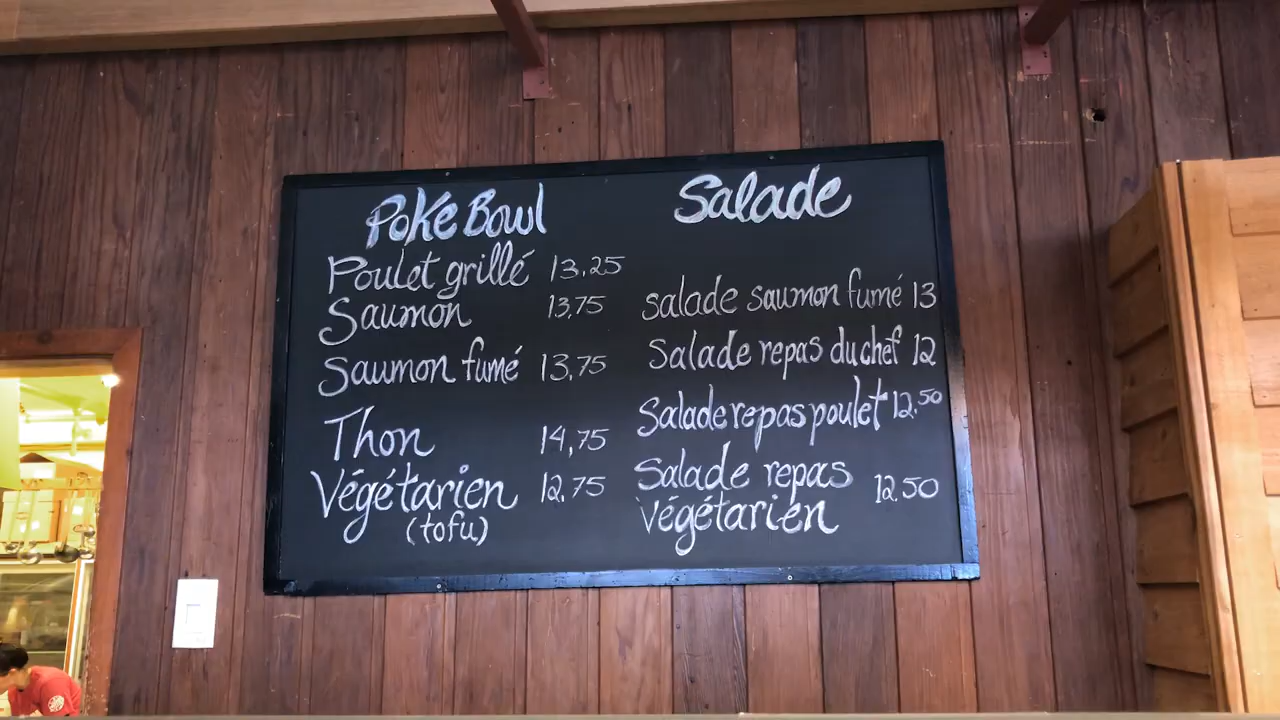 Poké Bowl
Poulet grillé 13,25
Saumon 13,75
Saumon fumé 13,75
Thon 14,75
Végétarien 12,75
(tofu)
Salade
salade saumon fumé 13
Salade repas du chef 12
Salade repas poulet 12.50
Salade repas
végétarien 12.50